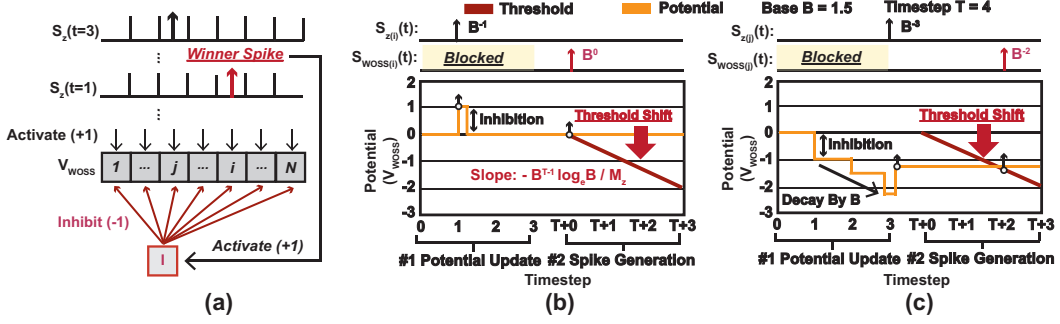 S_z(t=3)
⋮
Winner Spike
S_z(t=1)
⋮
Activate (+1)
V_WOSS
1 ... j ... i ... N
Inhibit (-1)
I
Activate (+1)
(a)
Threshold Potential Base B = 1.5 Timestep T = 4
S_z(i)(t):
B^-1
S_WOSS(i)(t):
Blocked
B^0
2
1
0
-1
-2
-3
Potential
(V_WOSS)
Inhibition
Threshold Shift
Slope: - B^T-1 log_e B / M_z
0 1 2 3 T+0 T+1 T+2 T+3
#1 Potential Update #2 Spike Generation
Timestep
(b)
S_z(j)(t):
B^-3
S_WOSS(j)(t):
Blocked
B^-2
2
1
0
-1
-2
-3
Potential
(V_WOSS)
Inhibition
Threshold Shift
Decay By B
0 1 2 3 T+0 T+1 T+2 T+3
#1 Potential Update #2 Spike Generation
Timestep
(c)